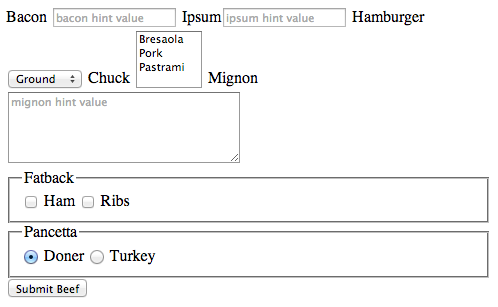 Bacon bacon hint value Ipsum ipsum hint value Hamburger
Bresaola
Pork
Ground Chuck Pastrami Mignon
mignon hint value
Fatback
Ham Ribs
Pancetta
Doner Turkey
Submit Beef